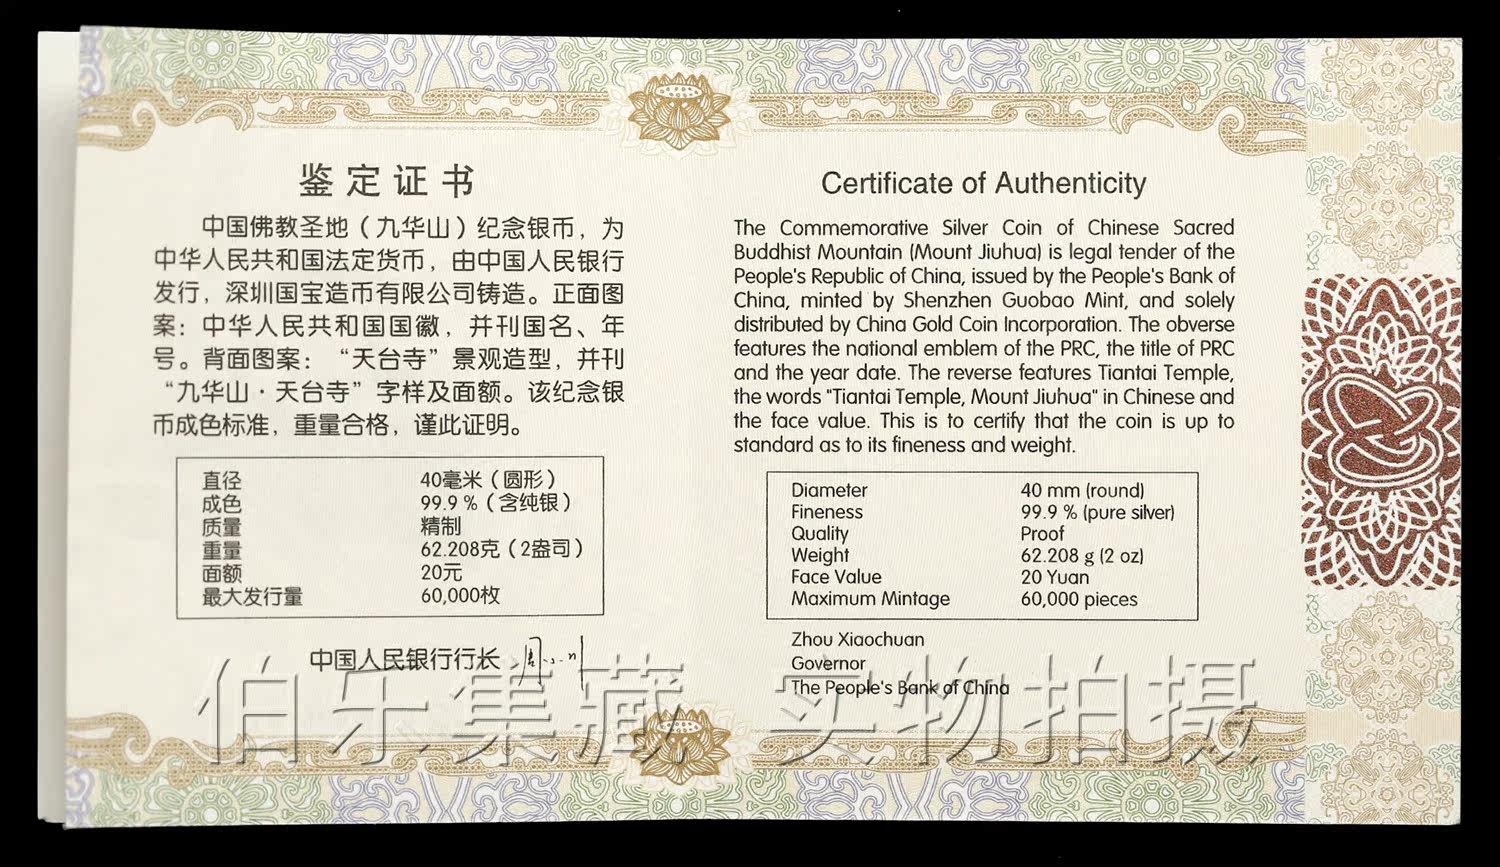 鉴定证书
中国佛教圣地（九华山）纪念银币，为
中华人民共和国法定货币，由中国人民银行
发行，深圳国宝造币有限公司铸造。正面图
案：中华人民共和国国徽，并刊国名、年
号。背面图案：“天台寺”景观造型，并刊
“九华山·天台寺”字样及面额。该纪念银
币成色标准，重量合格，谨此证明。
直径 40毫米（圆形）
成色 99.9 %（含纯银）
质量 精制
重量 62.208克（2盎司）
面额 20元
最大发行量 60,000枚
中国人民银行行长
Certificate of Authenticity
The Commemorative Silver Coin of Chinese Sacred
Buddhist Mountain (Mount Jiuhua) is legal tender of the
People's Republic of China, issued by the People's Bank of
China, minted by Shenzhen Guobao Mint, and solely
distributed by China Gold Coin Incorporation. The obverse
features the national emblem of the PRC, the title of PRC
and the year date. The reverse features Tiantai Temple,
the words "Tiantai Temple, Mount Jiuhua" in Chinese and
the face value. This is to certify that the coin is up to
standard as to its fineness and weight.
Diameter 40 mm (round)
Fineness 99.9 % (pure silver)
Quality Proof
Weight 62.208 g (2 oz)
Face Value 20 Yuan
Maximum Mintage 60,000 pieces
Zhou Xiaochuan
Governor
The People's Bank of China
伯乐集藏 实物拍摄